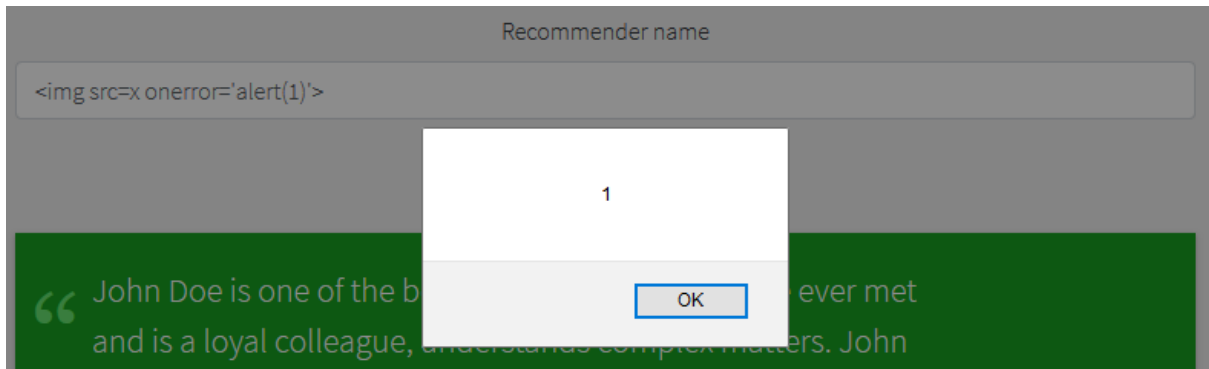 Recommender name
<img src=x onerror='alert(1)'>
1
OK
“ John Doe is one of the b ever met
and is a loyal colleague, understands complex matters. John